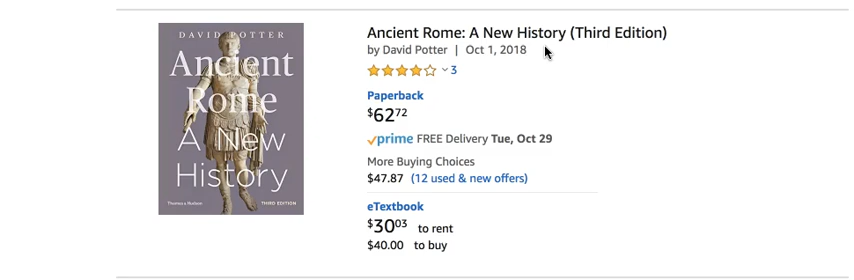 DAVID POTTER
Ancient
Rome
A New
History
Thames & Hudson THIRD EDITION
Ancient Rome: A New History (Third Edition)
by David Potter | Oct 1, 2018
3
Paperback
$62.72
prime FREE Delivery Tue, Oct 29
More Buying Choices
$47.87 (12 used & new offers)
eTextbook
$30.03 to rent
$40.00 to buy